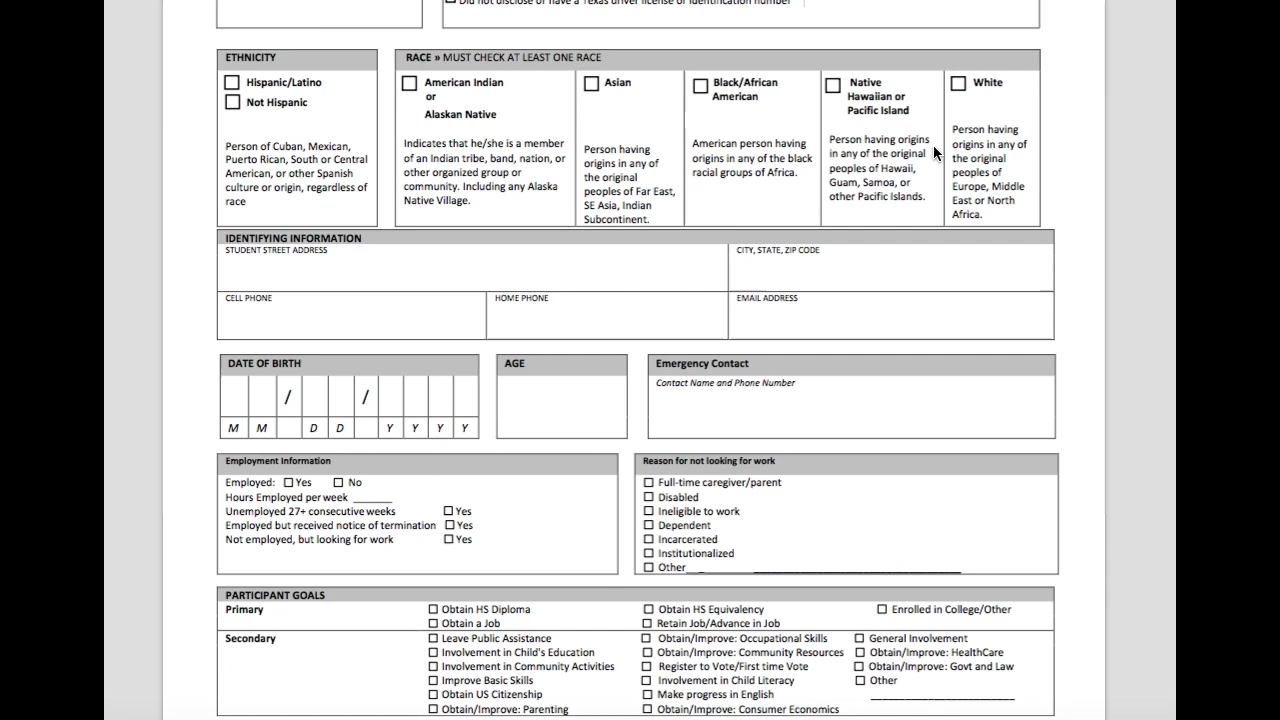 Did not disclose or have a Texas driver license or identification number
ETHNICITY
Hispanic/Latino
Not Hispanic
Person of Cuban, Mexican,
Puerto Rican, South or Central
American, or other Spanish
culture or origin, regardless of
race
RACE » MUST CHECK AT LEAST ONE RACE
American Indian
or
Alaskan Native
Indicates that he/she is a member
of an Indian tribe, band, nation, or
other organized group or
community. Including any Alaska
Native Village.
Asian
Person having
origins in any of
the original
peoples of Far East,
SE Asia, Indian
Subcontinent.
Black/African
American
American person having
origins in any of the black
racial groups of Africa.
Native
Hawaiian or
Pacific Island
Person having origins
in any of the original
peoples of Hawaii,
Guam, Samoa, or
other Pacific Islands.
White
Person having
origins in any of
the original
peoples of
Europe, Middle
East or North
Africa.
IDENTIFYING INFORMATION
STUDENT STREET ADDRESS
CITY, STATE, ZIP CODE
CELL PHONE
HOME PHONE
EMAIL ADDRESS
DATE OF BIRTH
/ /
M M D D Y Y Y Y
AGE
Emergency Contact
Contact Name and Phone Number
Employment Information
Employed: Yes No
Hours Employed per week ______
Unemployed 27+ consecutive weeks Yes
Employed but received notice of termination Yes
Not employed, but looking for work Yes
Reason for not looking for work
Full-time caregiver/parent
Disabled
Ineligible to work
Dependent
Incarcerated
Institutionalized
Other
PARTICIPANT GOALS
Primary Obtain HS Diploma Obtain HS Equivalency Enrolled in College/Other
Obtain a Job Retain Job/Advance in Job
Secondary Leave Public Assistance Obtain/Improve: Occupational Skills General Involvement
Involvement in Child's Education Obtain/Improve: Community Resources Obtain/Improve: HealthCare
Involvement in Community Activities Register to Vote/First time Vote Obtain/Improve: Govt and Law
Improve Basic Skills Involvement in Child Literacy Other
Obtain US Citizenship Make progress in English
Obtain/Improve: Parenting Obtain/Improve: Consumer Economics